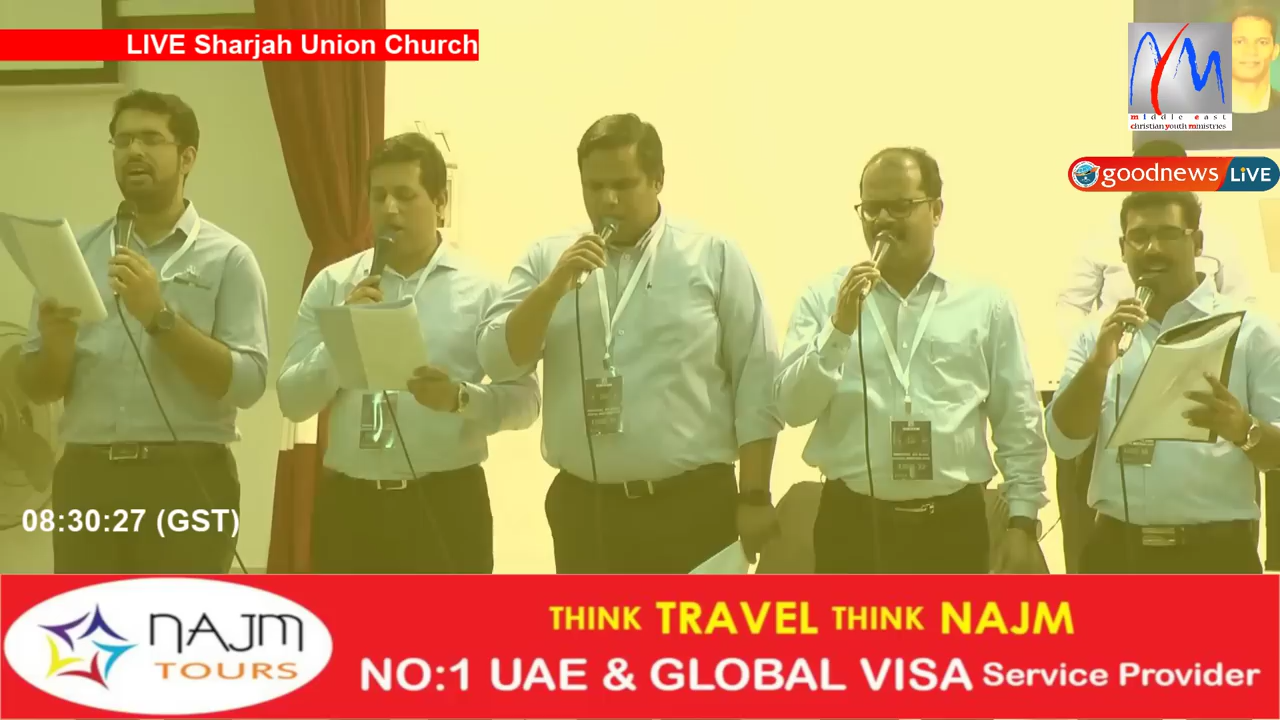 LIVE Sharjah Union Church
MYM
middle east
christian youth ministries
goodnews LIVE
08:30:27 (GST)
NAJM
TOURS
THINK TRAVEL THINK NAJM
NO:1 UAE & GLOBAL VISA Service Provider